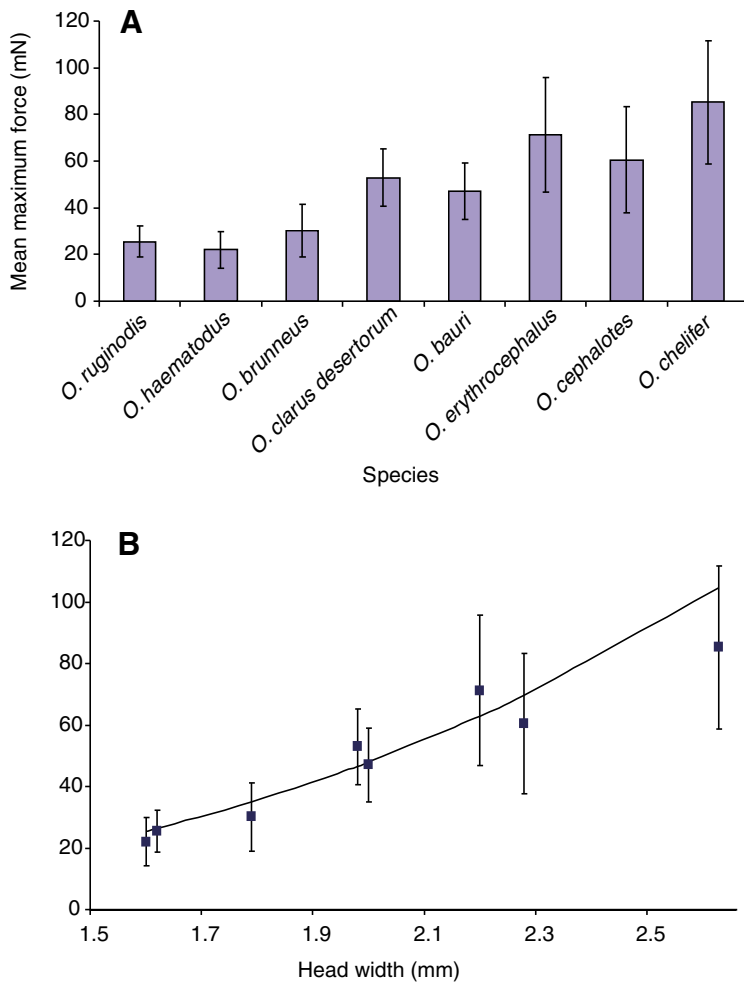 A
Mean maximum force (mN)
120
100
80
60
40
20
0
O. ruginodis
O. haematodus
O. brunneus
O. clarus desertorum
O. bauri
O. erythrocephalus
O. cephalotes
O. chelifer
Species
B
120
100
80
60
40
20
0
1.5
1.7
1.9
2.1
2.3
2.5
Head width (mm)